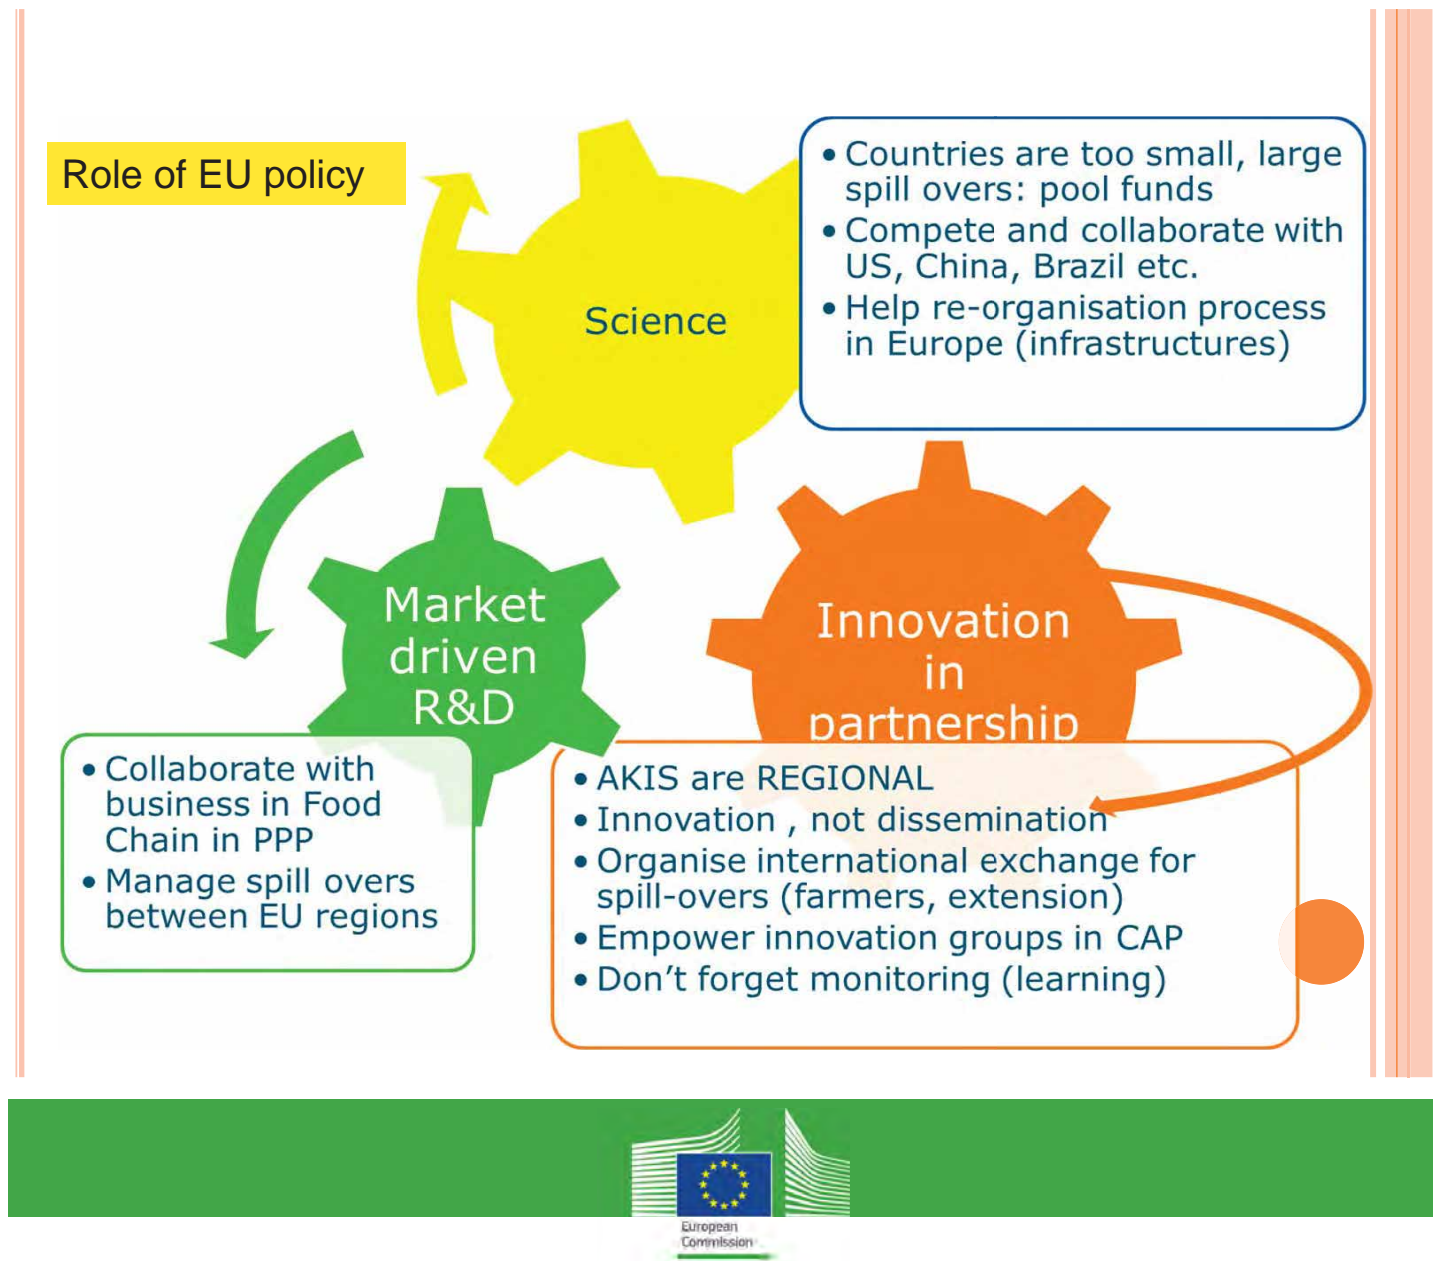 Role of EU policy
Science
• Countries are too small, large
spill overs: pool funds
• Compete and collaborate with
US, China, Brazil etc.
• Help re-organisation process
in Europe (infrastructures)
Market
driven
R&D
• Collaborate with
business in Food
Chain in PPP
• Manage spill overs
between EU regions
Innovation
in
partnership
• AKIS are REGIONAL
• Innovation , not dissemination
• Organise international exchange for
spill-overs (farmers, extension)
• Empower innovation groups in CAP
• Don’t forget monitoring (learning)
European
Commission